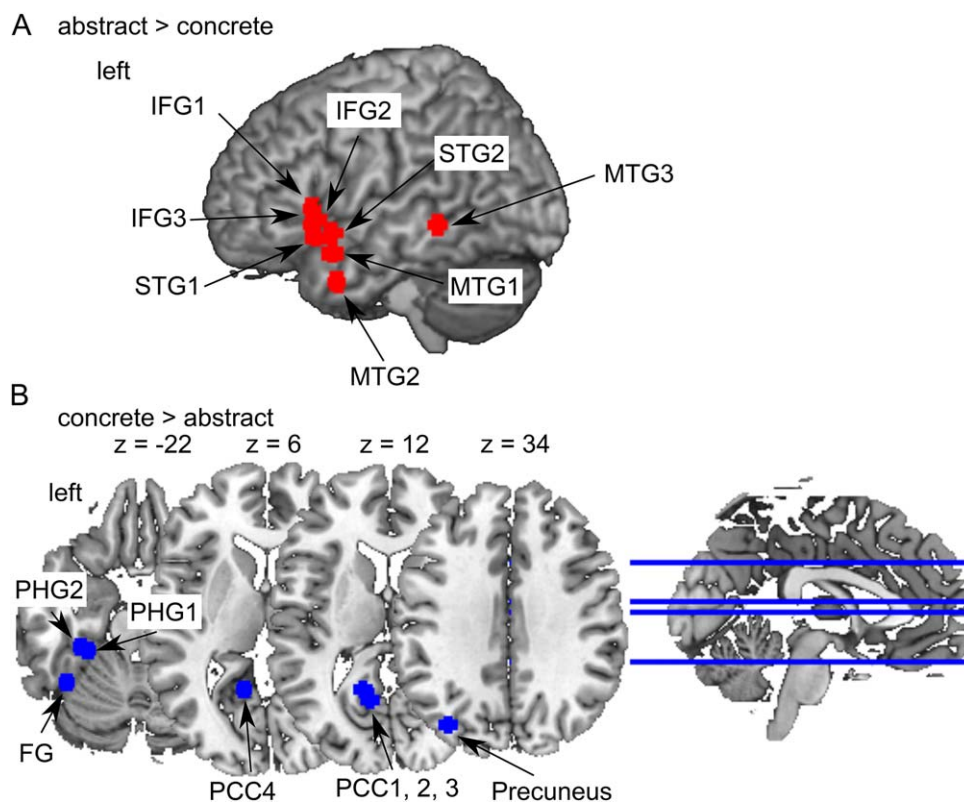 A abstract > concrete
left
IFG1
IFG2
STG2
MTG3
IFG3
STG1
MTG1
MTG2
B
concrete > abstract
z = -22 z = 6 z = 12 z = 34
left
PHG2
PHG1
FG
PCC4 PCC1, 2, 3 Precuneus